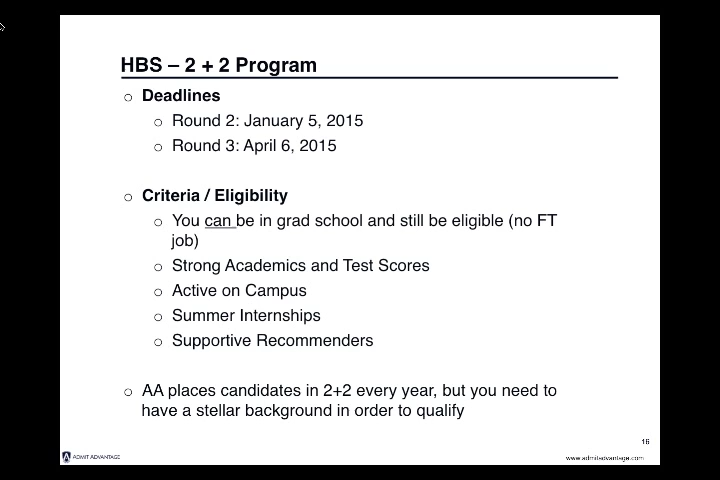 HBS – 2 + 2 Program
Deadlines
Round 2: January 5, 2015
Round 3: April 6, 2015
Criteria / Eligibility
You can be in grad school and still be eligible (no FT
job)
Strong Academics and Test Scores
Active on Campus
Summer Internships
Supportive Recommenders
AA places candidates in 2+2 every year, but you need to
have a stellar background in order to qualify
16
ADMIT ADVANTAGE
www.admitadvantage.com